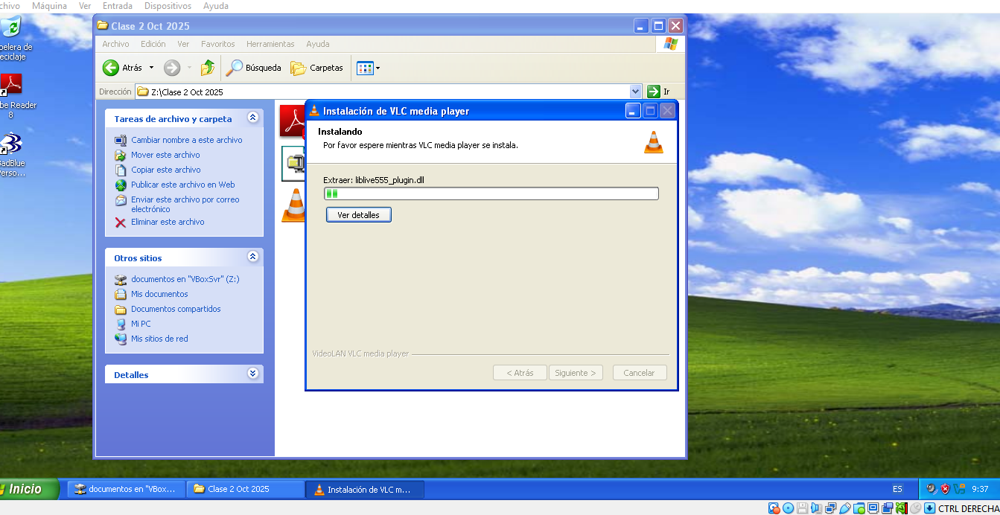 chivo Máquina Ver Entrada Dispositivos Ayuda
Clase 2 Oct 2025
Archivo Edición Ver Favoritos Herramientas Ayuda
Atrás Búsqueda Carpetas
Dirección Z:\Clase 2 Oct 2025 Ir
pelera de
eciclaje
be Reader
8
BadBlue
Perso...
Tareas de archivo y carpeta
Cambiar nombre a este archivo
Mover este archivo
Copiar este archivo
Publicar este archivo en Web
Enviar este archivo por correo
electrónico
Eliminar este archivo
Otros sitios
documentos en "VBoxSvr" (Z:)
Mis documentos
Documentos compartidos
Mi PC
Mis sitios de red
Detalles
Instalación de VLC media player
Instalando
Por favor espere mientras VLC media player se instala.
Extraer: liblive555_plugin.dll
Ver detalles
VideoLAN VLC media player
< Atrás Siguiente > Cancelar
Inicio documentos en "VBox... Clase 2 Oct 2025 Instalación de VLC m... ES 9:37
CTRL DERECHA